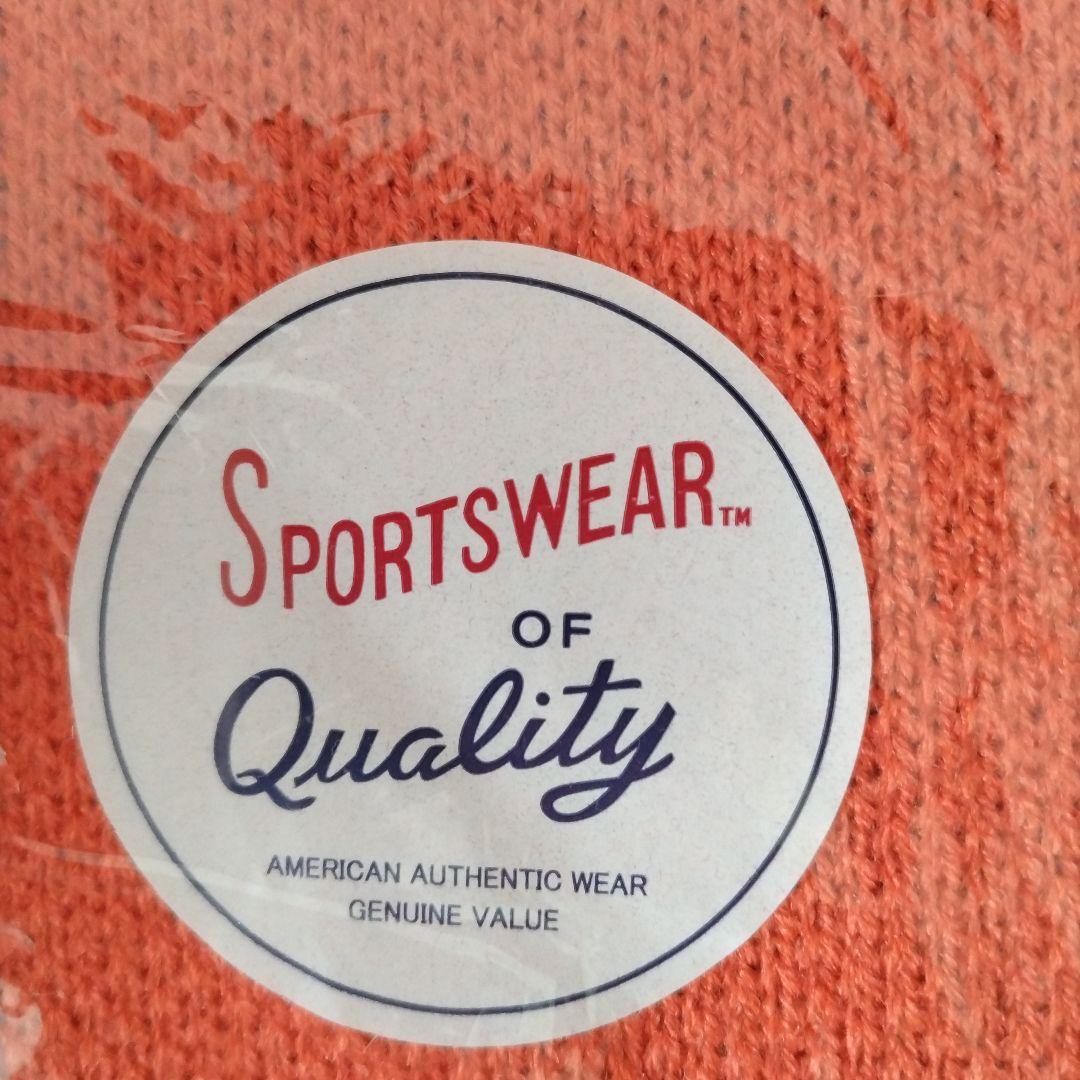 SPORTSWEAR™
OF
Quality
AMERICAN AUTHENTIC WEAR
GENUINE VALUE